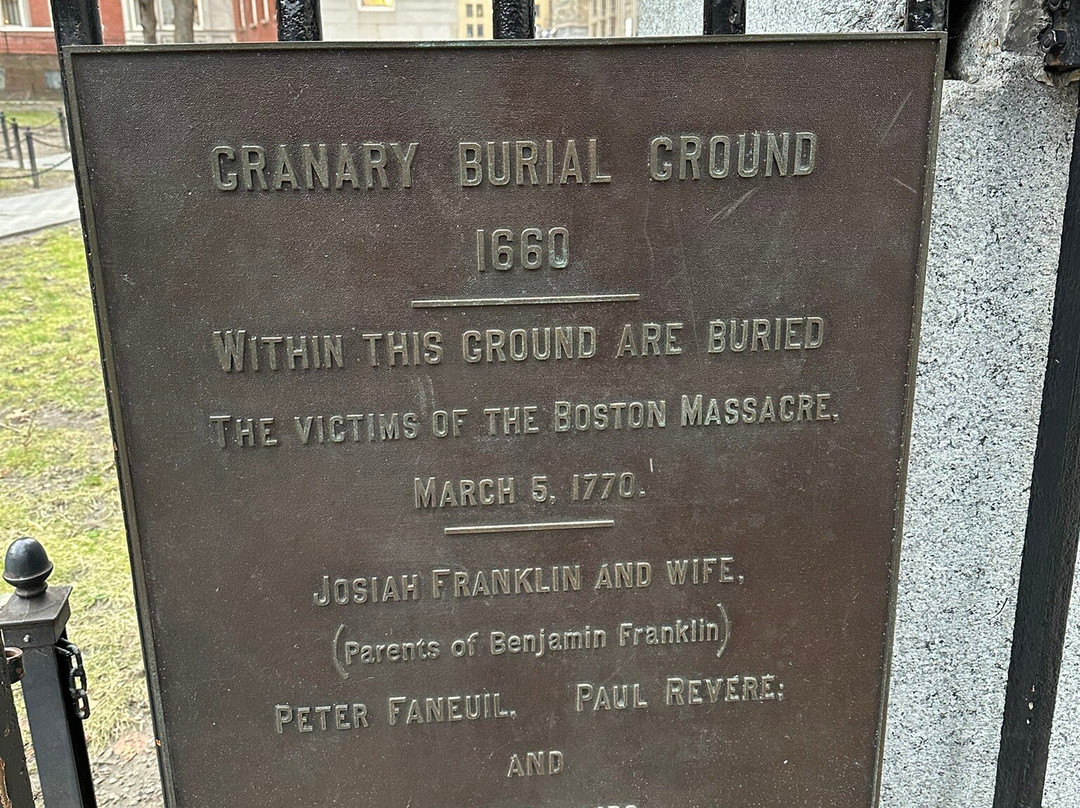 GRANARY BURIAL GROUND
1660
WITHIN THIS GROUND ARE BURIED
THE VICTIMS OF THE BOSTON MASSACRE,
MARCH 5, 1770.
JOSIAH FRANKLIN AND WIFE,
(Parents of Benjamin Franklin)
PETER FANEUIL, PAUL REVERE;
AND